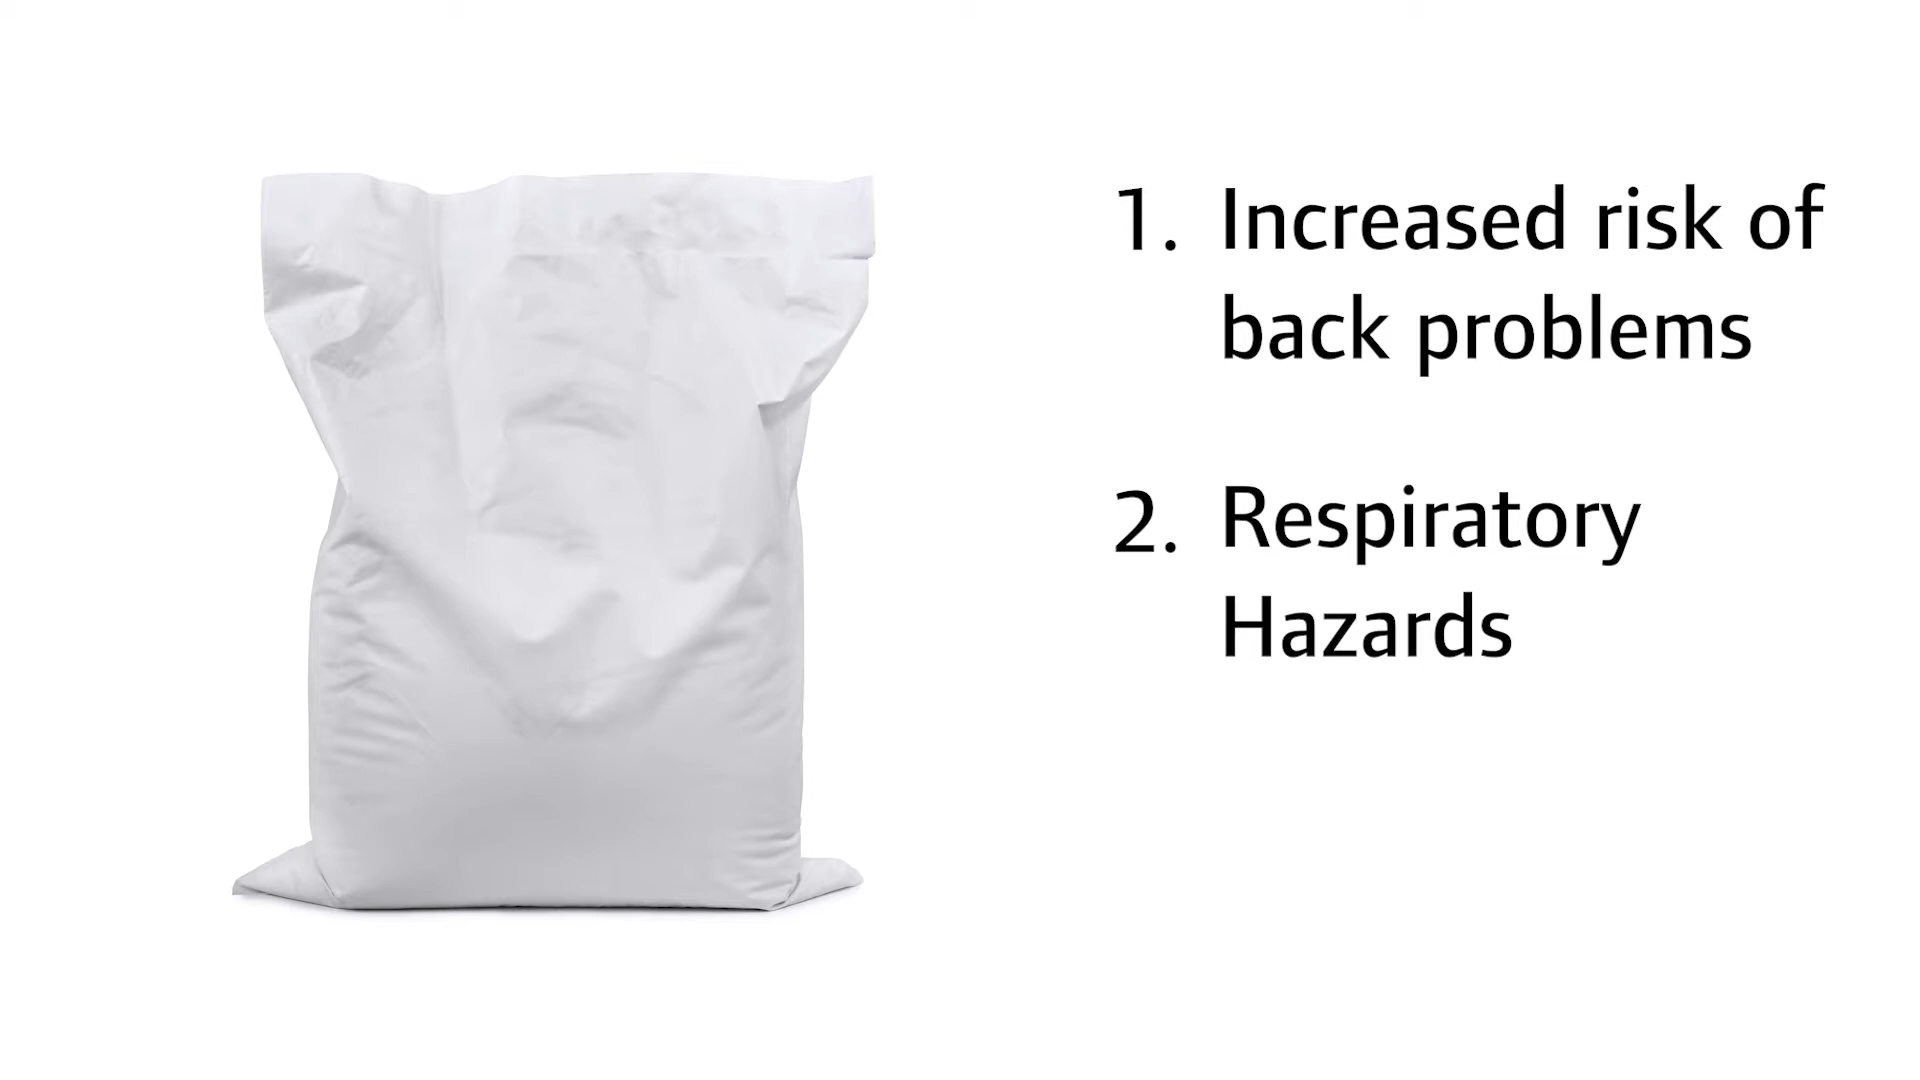 1. Increased risk of
back problems
2. Respiratory
Hazards